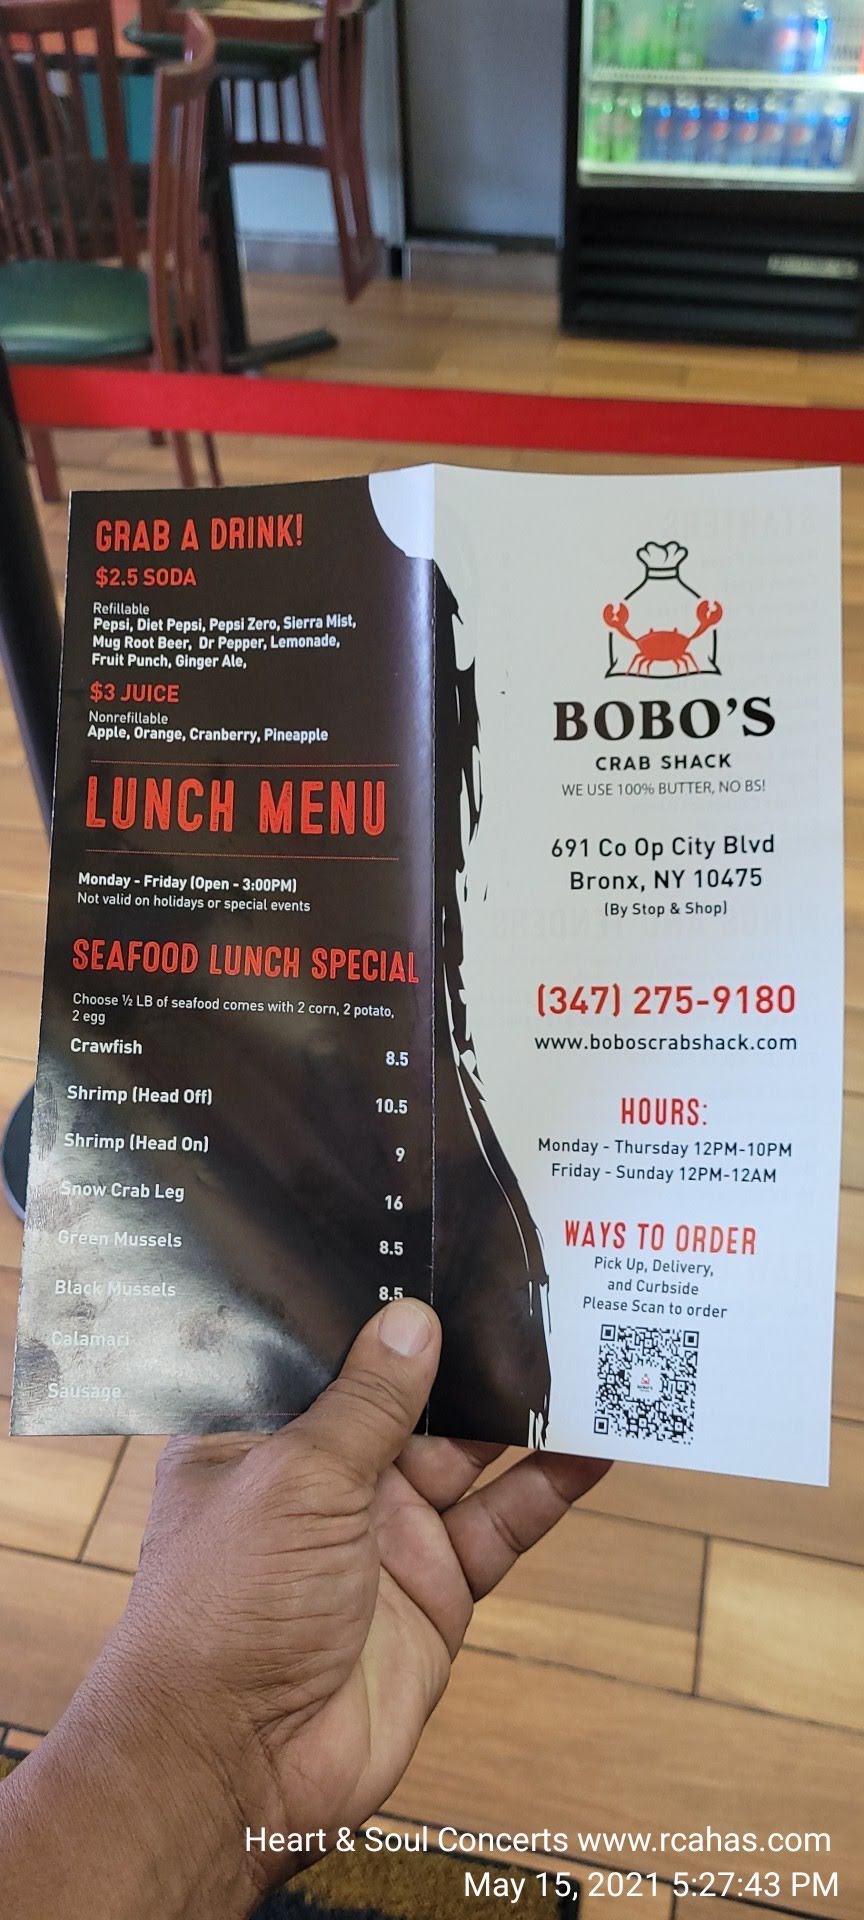 GRAB A DRINK!
$2.5 SODA
Refillable
Pepsi, Diet Pepsi, Pepsi Zero, Sierra Mist,
Mug Root Beer, Dr Pepper, Lemonade,
Fruit Punch, Ginger Ale,
$3 JUICE
Nonrefillable
Apple, Orange, Cranberry, Pineapple
LUNCH MENU
Monday - Friday (Open - 3:00PM)
Not valid on holidays or special events
SEAFOOD LUNCH SPECIAL
Choose ½ LB of seafood comes with 2 corn, 2 potato,
2 egg
Crawfish 8.5
Shrimp (Head Off) 10.5
Shrimp (Head On) 9
Snow Crab Leg 16
Green Mussels 8.5
Black Mussels 8.5
Calamari
Sausage
BOBO'S
CRAB SHACK
WE USE 100% BUTTER, NO BS!
691 Co Op City Blvd
Bronx, NY 10475
(By Stop & Shop)
(347) 275-9180
www.boboscrabshack.com
HOURS:
Monday - Thursday 12PM-10PM
Friday - Sunday 12PM-12AM
WAYS TO ORDER
Pick Up, Delivery,
and Curbside
Please Scan to order
Heart & Soul Concerts www.rcahas.com
May 15, 2021 5:27:43 PM